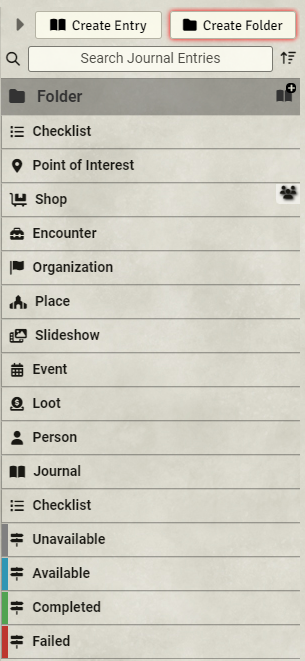 Create Entry
Create Folder
Search Journal Entries
Folder
Checklist
Point of Interest
Shop
Encounter
Organization
Place
Slideshow
Event
Loot
Person
Journal
Checklist
Unavailable
Available
Completed
Failed